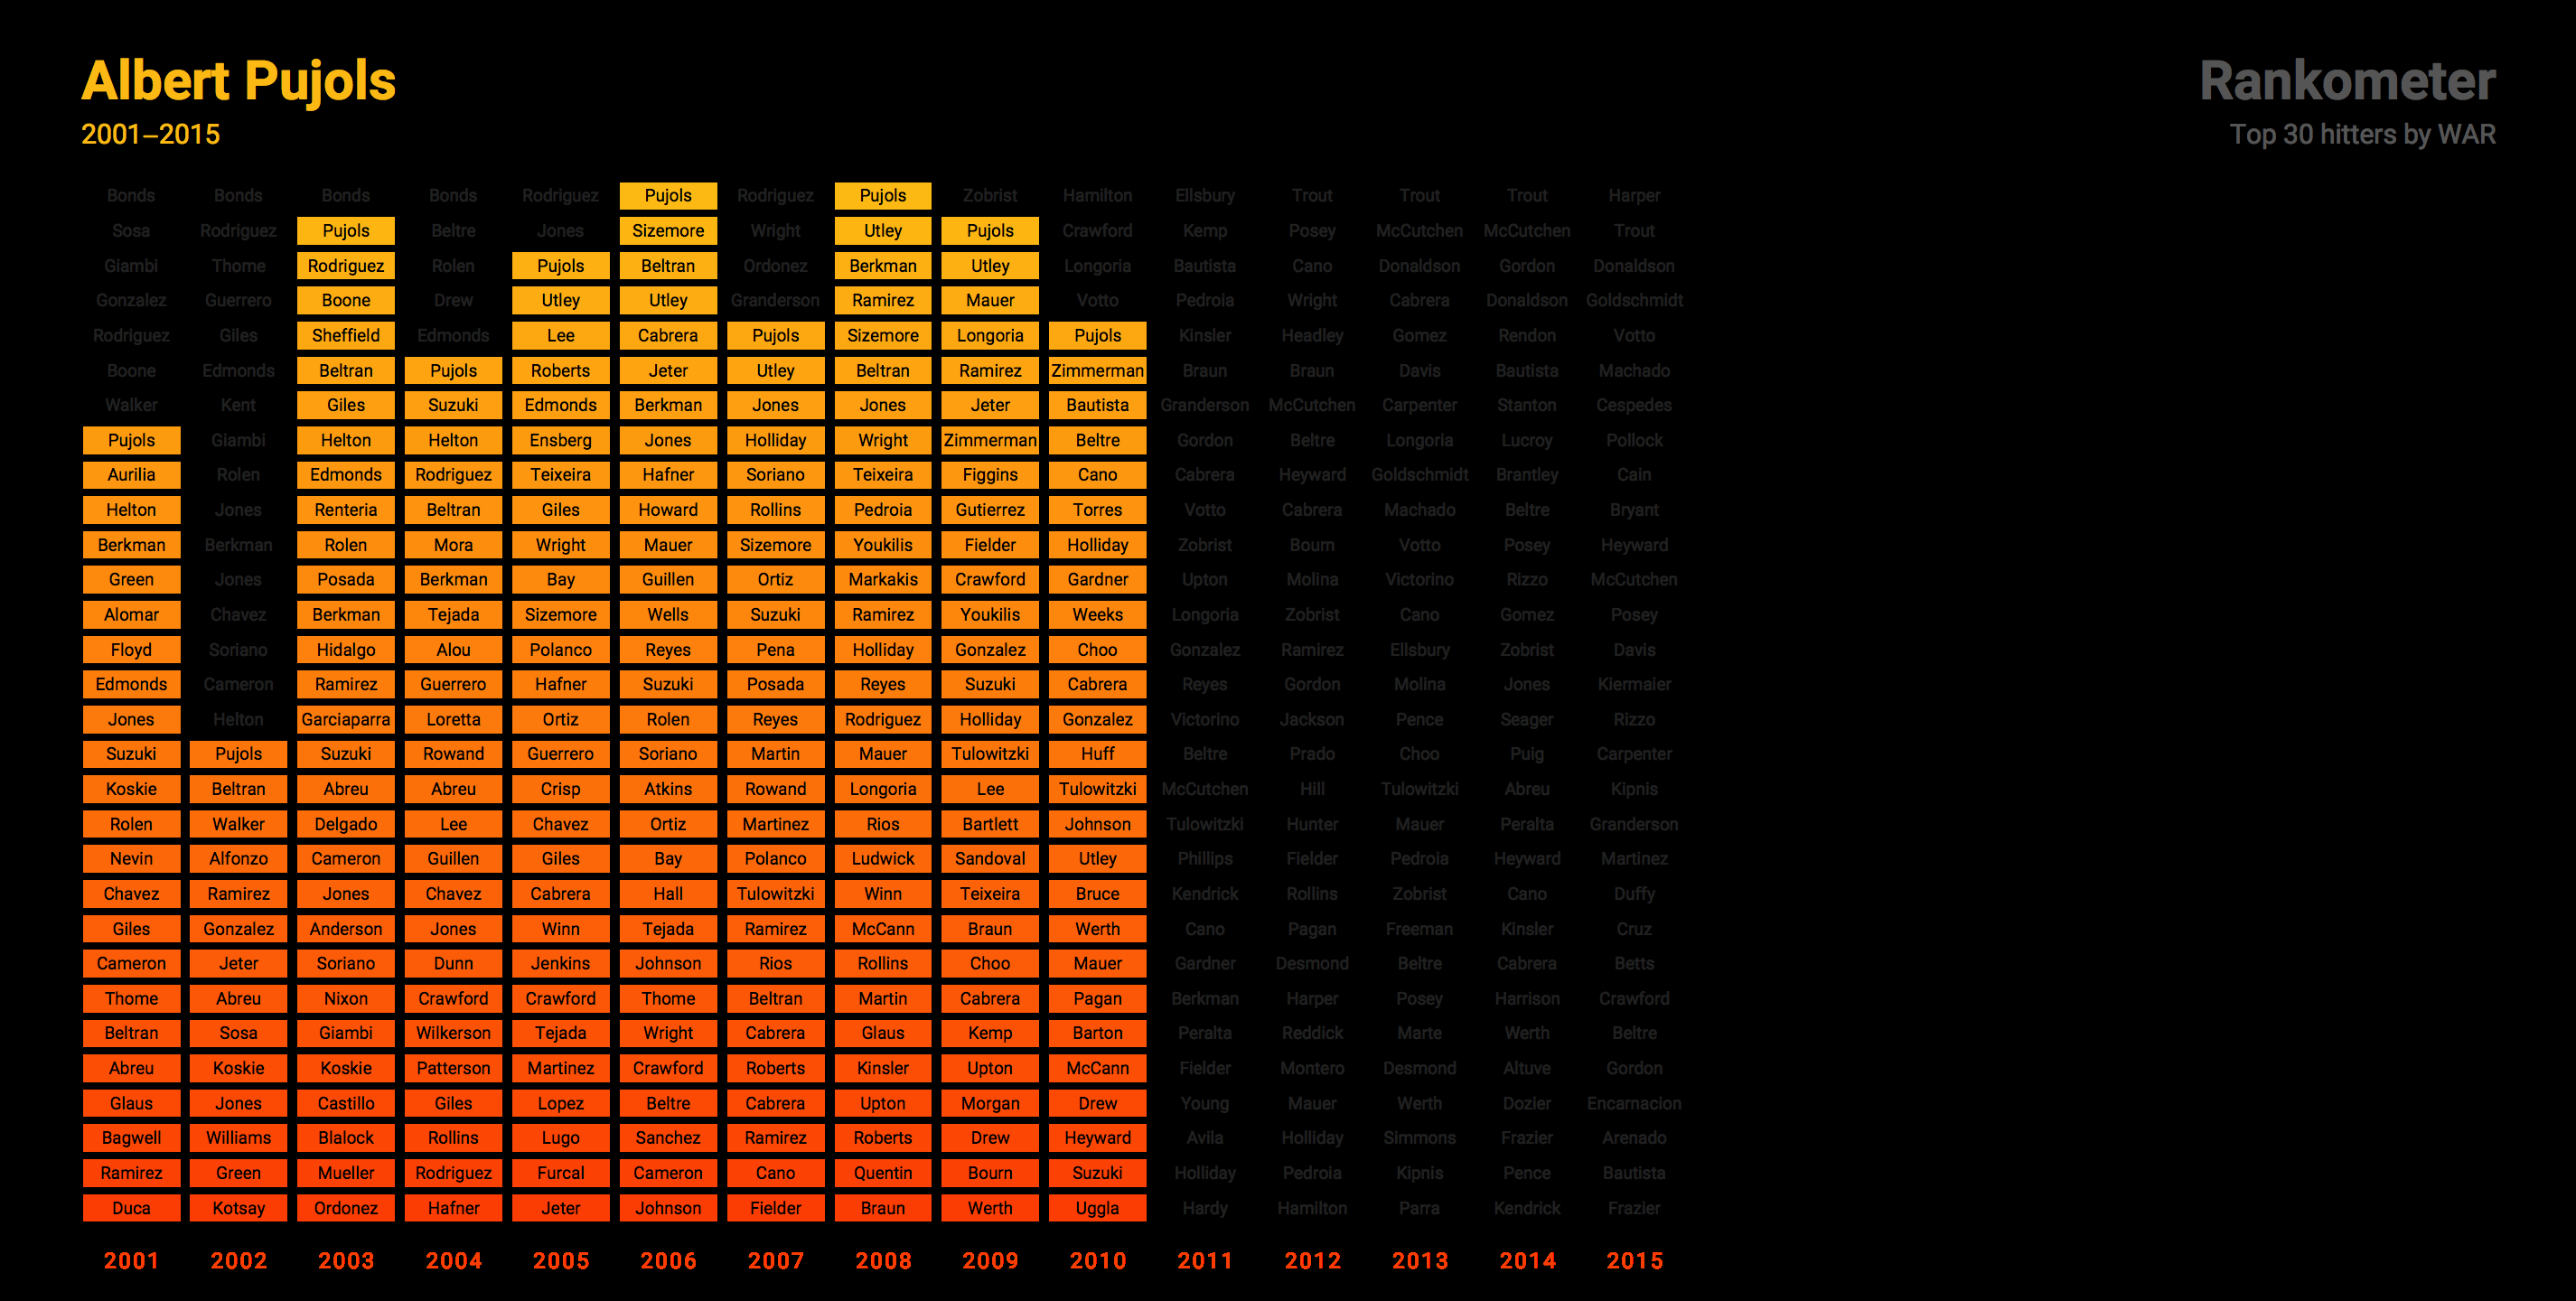 Albert Pujols
2001–2015
Rankometer
Top 30 hitters by WAR
Bonds Bonds Bonds Bonds Rodriguez Pujols Rodriguez Pujols Zobrist Hamilton Ellsbury Trout Trout Trout Harper
Sosa Rodriguez Pujols Beltre Jones Sizemore Wright Utley Pujols Crawford Kemp Posey McCutchen McCutchen Trout
Giambi Thome Rodriguez Rolen Pujols Beltran Ordonez Berkman Utley Longoria Bautista Cano Donaldson Gordon Donaldson
Gonzalez Guerrero Boone Drew Utley Utley Granderson Ramirez Mauer Votto Pedroia Wright Cabrera Donaldson Goldschmidt
Rodriguez Giles Sheffield Edmonds Lee Cabrera Pujols Sizemore Longoria Pujols Kinsler Headley Gomez Rendon Votto
Boone Edmonds Beltran Pujols Roberts Jeter Utley Beltran Ramirez Zimmerman Braun Braun Davis Bautista Machado
Walker Kent Giles Suzuki Edmonds Berkman Jones Jones Jeter Bautista Granderson McCutchen Carpenter Stanton Cespedes
Pujols Giambi Helton Helton Ensberg Jones Holliday Wright Zimmerman Beltre Gordon Beltre Longoria Lucroy Pollock
Aurilia Rolen Edmonds Rodriguez Teixeira Hafner Soriano Teixeira Figgins Cano Cabrera Heyward Goldschmidt Brantley Cain
Helton Jones Renteria Beltran Giles Howard Rollins Pedroia Gutierrez Torres Votto Cabrera Machado Beltre Bryant
Berkman Berkman Rolen Mora Wright Mauer Sizemore Youkilis Fielder Holliday Zobrist Bourn Votto Posey Heyward
Green Jones Posada Berkman Bay Guillen Ortiz Markakis Crawford Gardner Upton Molina Victorino Rizzo McCutchen
Alomar Chavez Berkman Tejada Sizemore Wells Suzuki Ramirez Youkilis Weeks Longoria Zobrist Cano Gomez Posey
Floyd Soriano Hidalgo Alou Polanco Reyes Pena Holliday Gonzalez Choo Gonzalez Ramirez Ellsbury Zobrist Davis
Edmonds Cameron Ramirez Guerrero Hafner Suzuki Posada Reyes Suzuki Cabrera Reyes Gordon Molina Jones Kiermaier
Jones Helton Garciaparra Loretta Ortiz Rolen Reyes Rodriguez Holliday Gonzalez Victorino Jackson Pence Seager Rizzo
Suzuki Pujols Suzuki Rowand Guerrero Soriano Martin Mauer Tulowitzki Huff Beltre Prado Choo Puig Carpenter
Koskie Beltran Abreu Abreu Crisp Atkins Rowand Longoria Lee Tulowitzki McCutchen Hill Tulowitzki Abreu Kipnis
Rolen Walker Delgado Lee Chavez Ortiz Martinez Rios Bartlett Johnson Tulowitzki Hunter Mauer Peralta Granderson
Nevin Alfonzo Cameron Guillen Giles Bay Polanco Ludwick Sandoval Utley Phillips Fielder Pedroia Heyward Martinez
Chavez Ramirez Jones Chavez Cabrera Hall Tulowitzki Winn Teixeira Bruce Kendrick Rollins Zobrist Cano Duffy
Giles Gonzalez Anderson Jones Winn Tejada Ramirez McCann Braun Werth Cano Pagan Freeman Kinsler Cruz
Cameron Jeter Soriano Dunn Jenkins Johnson Rios Rollins Choo Mauer Gardner Desmond Beltre Cabrera Betts
Thome Abreu Nixon Crawford Crawford Thome Beltran Martin Cabrera Pagan Berkman Harper Posey Harrison Crawford
Beltran Sosa Giambi Wilkerson Tejada Wright Cabrera Glaus Kemp Barton Peralta Reddick Marte Werth Beltre
Abreu Koskie Koskie Patterson Martinez Crawford Roberts Kinsler Upton McCann Fielder Montero Desmond Altuve Gordon
Glaus Jones Castillo Giles Lopez Beltre Cabrera Upton Morgan Drew Young Mauer Werth Dozier Encarnacion
Bagwell Williams Blalock Rollins Lugo Sanchez Ramirez Roberts Drew Heyward Avila Holliday Simmons Frazier Arenado
Ramirez Green Mueller Rodriguez Furcal Cameron Cano Quentin Bourn Suzuki Holliday Pedroia Kipnis Pence Bautista
Duca Kotsay Ordonez Hafner Jeter Johnson Fielder Braun Werth Uggla Hardy Hamilton Parra Kendrick Frazier
2001 2002 2003 2004 2005 2006 2007 2008 2009 2010 2011 2012 2013 2014 2015